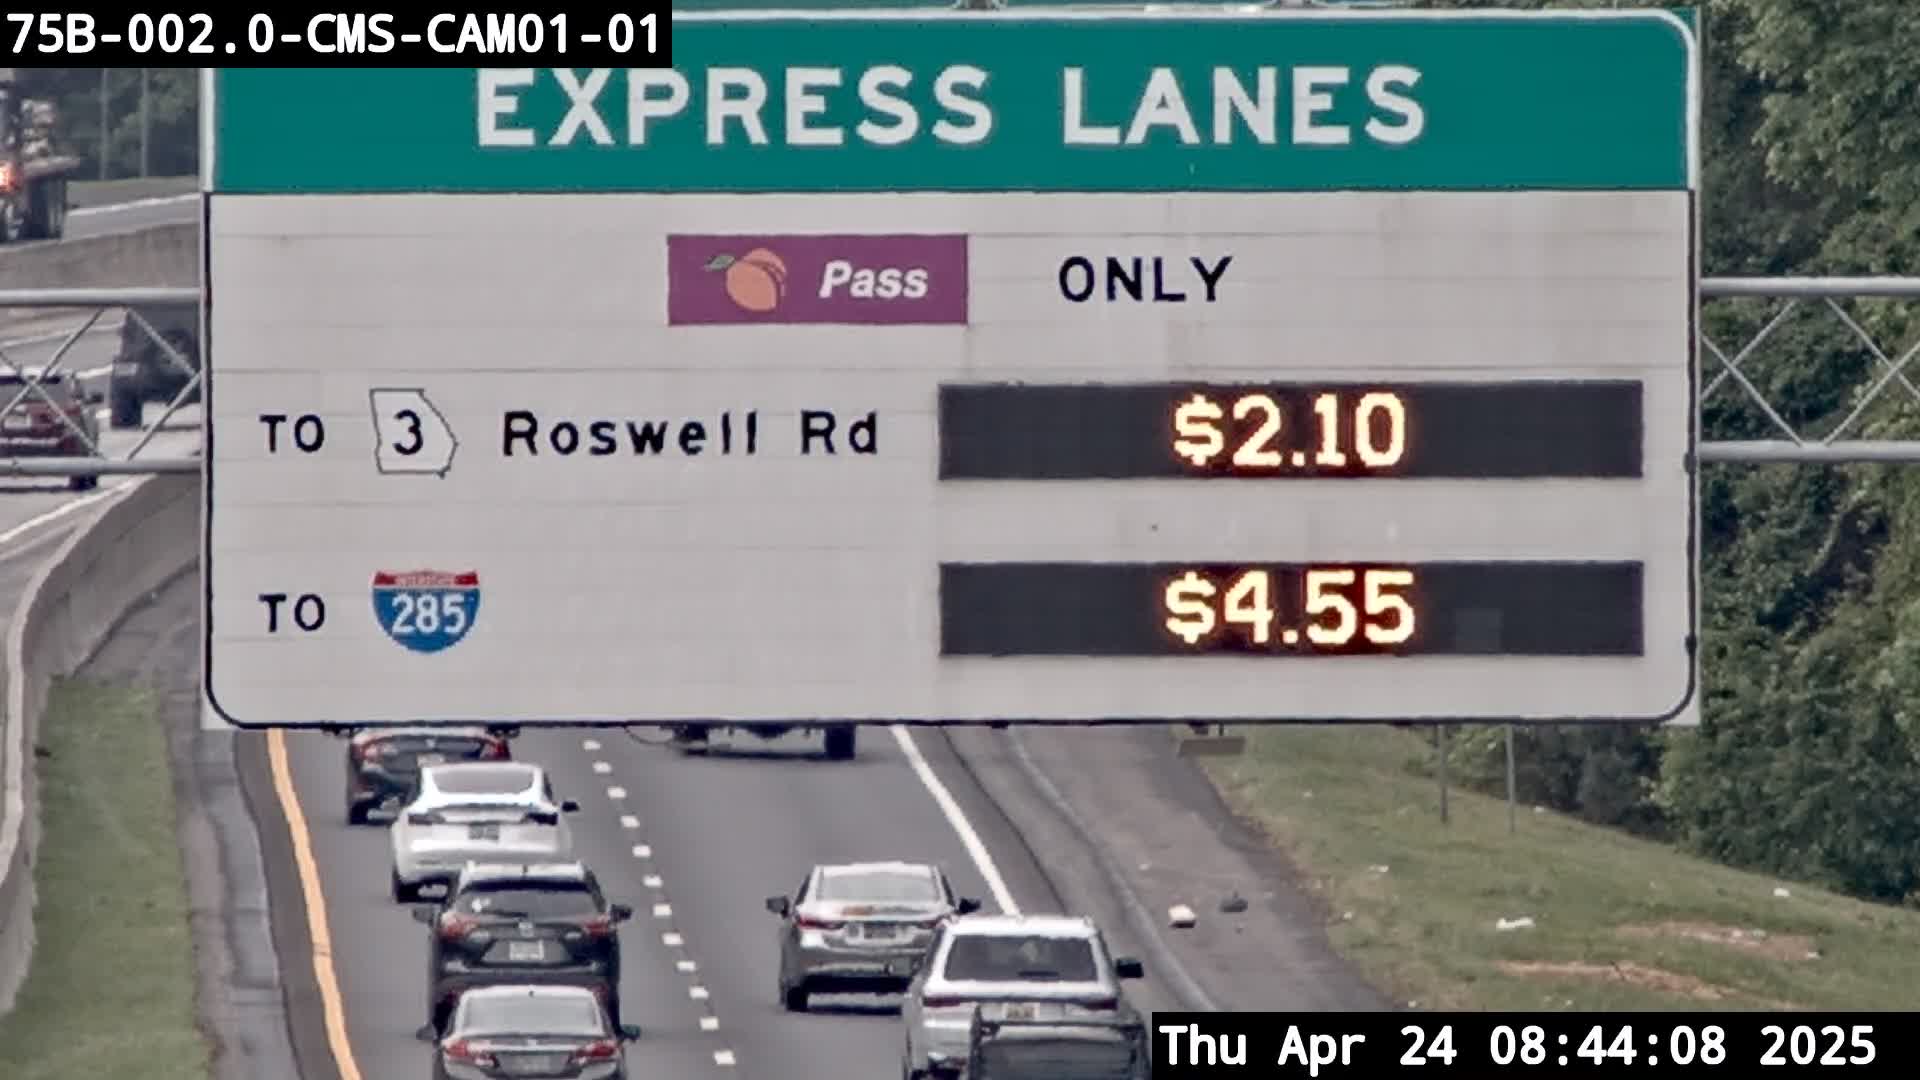 75B-002.0-CMS-CAM01-01
EXPRESS LANES
Pass ONLY
TO 3 Roswell Rd $2.10
TO INTERSTATE 285 $4.55
Thu Apr 24 08:44:08 2025